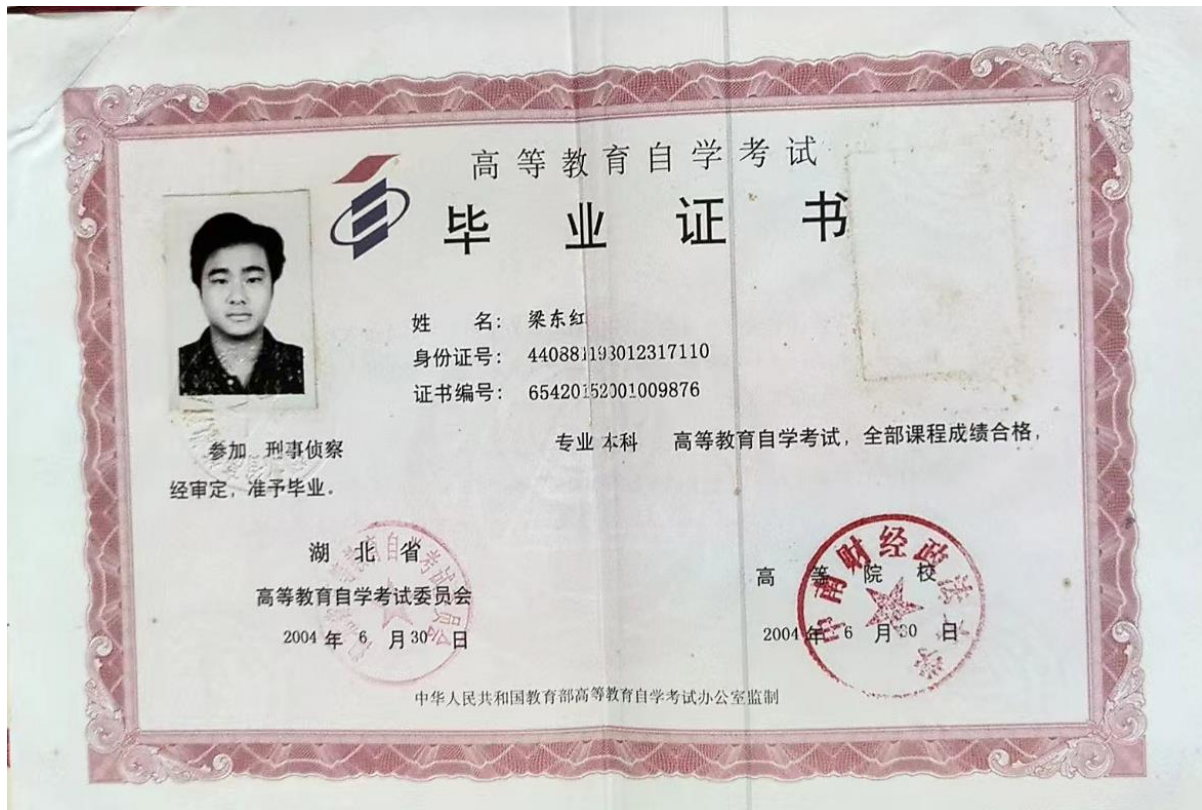 高等教育自学考试
毕业证书
姓 名: 梁东红
身份证号: 440881198012317110
证书编号: 65420152001009876
参加 刑事侦察 专业 本科 高等教育自学考试, 全部课程成绩合格,
经审定, 准予毕业.
湖北省
高等教育自学考试委员会
2004 年 6 月 30 日
高等院校
中南财经政法大学
2004 年 6 月 30 日
中华人民共和国教育部高等教育自学考试办公室监制